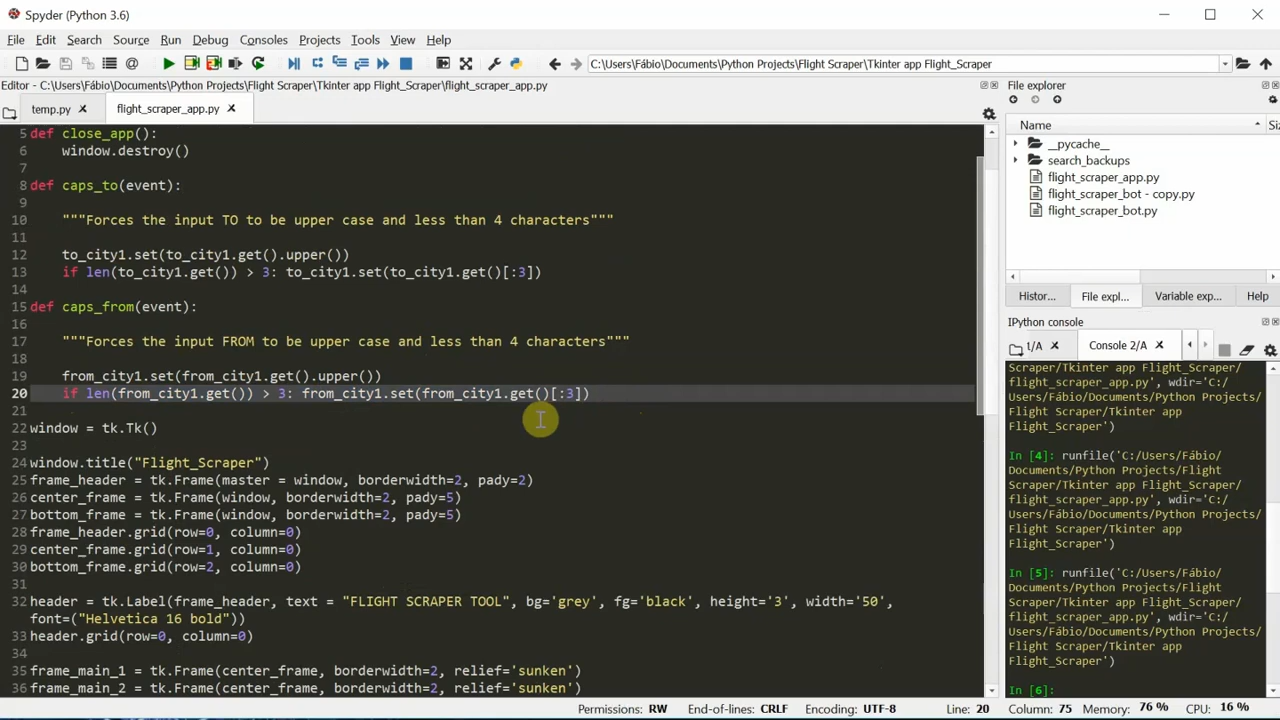 Spyder (Python 3.6)
File Edit Search Source Run Debug Consoles Projects Tools View Help
C:\Users\Fábio\Documents\Python Projects\Flight Scraper\Tkinter app Flight_Scraper
Editor - C:\Users\Fábio\Documents\Python Projects\Flight Scraper\Tkinter app Flight_Scraper\flight_scraper_app.py
temp.py flight_scraper_app.py
5 def close_app():
6 window.destroy()
7
8 def caps_to(event):
9
10 """Forces the input TO to be upper case and less than 4 characters"""
11
12 to_city1.set(to_city1.get().upper())
13 if len(to_city1.get()) > 3: to_city1.set(to_city1.get()[:3])
14
15 def caps_from(event):
16
17 """Forces the input FROM to be upper case and less than 4 characters"""
18
19 from_city1.set(from_city1.get().upper())
20 if len(from_city1.get()) > 3: from_city1.set(from_city1.get()[:3])
21
22 window = tk.Tk()
23
24 window.title("Flight_Scraper")
25 frame_header = tk.Frame(master = window, borderwidth=2, pady=2)
26 center_frame = tk.Frame(window, borderwidth=2, pady=5)
27 bottom_frame = tk.Frame(window, borderwidth=2, pady=5)
28 frame_header.grid(row=0, column=0)
29 center_frame.grid(row=1, column=0)
30 bottom_frame.grid(row=2, column=0)
31
32 header = tk.Label(frame_header, text = "FLIGHT SCRAPER TOOL", bg='grey', fg='black', height='3', width='50',
font=("Helvetica 16 bold"))
33 header.grid(row=0, column=0)
34
35 frame_main_1 = tk.Frame(center_frame, borderwidth=2, relief='sunken')
36 frame_main_2 = tk.Frame(center_frame, borderwidth=2, relief='sunken')
File explorer
Name Si
__pycache__
search_backups
flight_scraper_app.py
flight_scraper_bot - copy.py
flight_scraper_bot.py
Histor... File expl... Variable exp... Help
IPython console
l/A Console 2/A
Scraper/Tkinter app Flight_Scraper/
flight_scraper_app.py', wdir='C:/
Users/Fábio/Documents/Python
Projects/Flight Scraper/Tkinter app
Flight_Scraper')
In [4]: runfile('C:/Users/Fábio/
Documents/Python Projects/Flight
Scraper/Tkinter app Flight_Scraper/
flight_scraper_app.py', wdir='C:/
Users/Fábio/Documents/Python Projects/
Flight Scraper/Tkinter app
Flight_Scraper')
In [5]: runfile('C:/Users/Fábio/
Documents/Python Projects/Flight
Scraper/Tkinter app Flight_Scraper/
flight_scraper_app.py', wdir='C:/
Users/Fábio/Documents/Python Projects/
Flight Scraper/Tkinter app
Flight_Scraper')
In [6]:
Permissions: RW End-of-lines: CRLF Encoding: UTF-8 Line: 20 Column: 75 Memory: 76 % CPU: 16 %